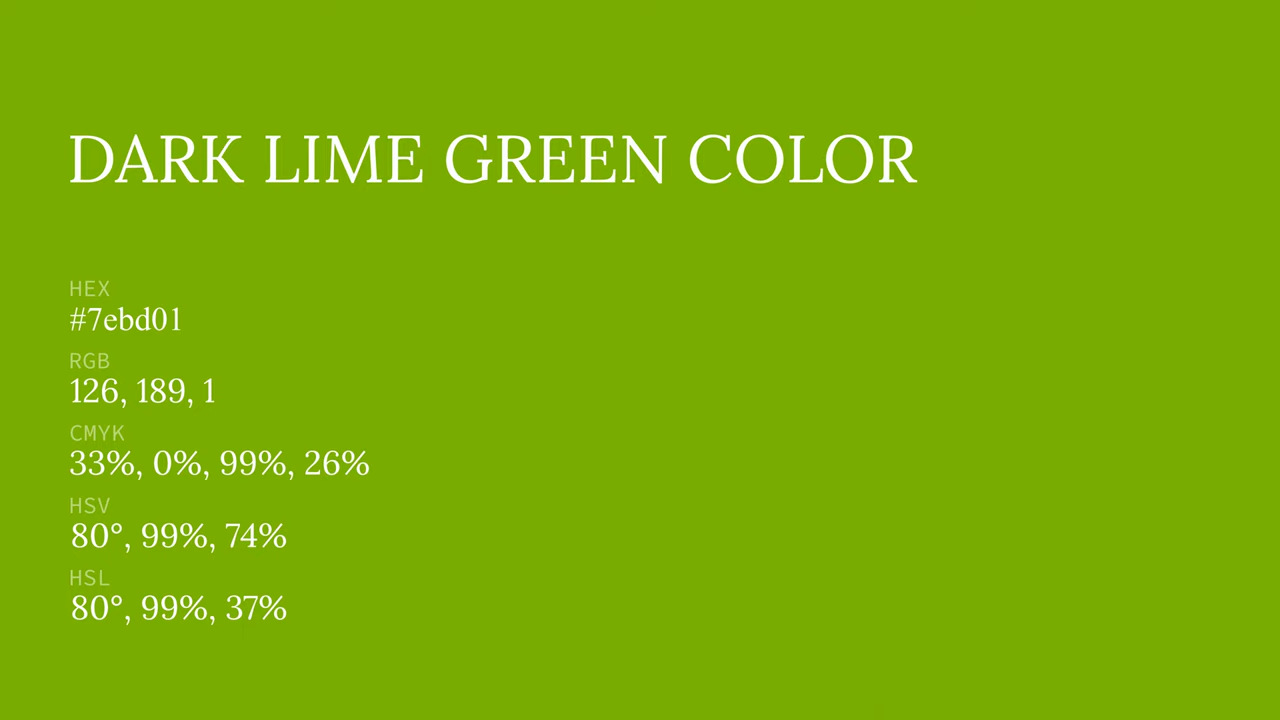 DARK LIME GREEN COLOR
HEX
#7ebd01
RGB
126, 189, 1
CMYK
33%, 0%, 99%, 26%
HSV
80°, 99%, 74%
HSL
80°, 99%, 37%